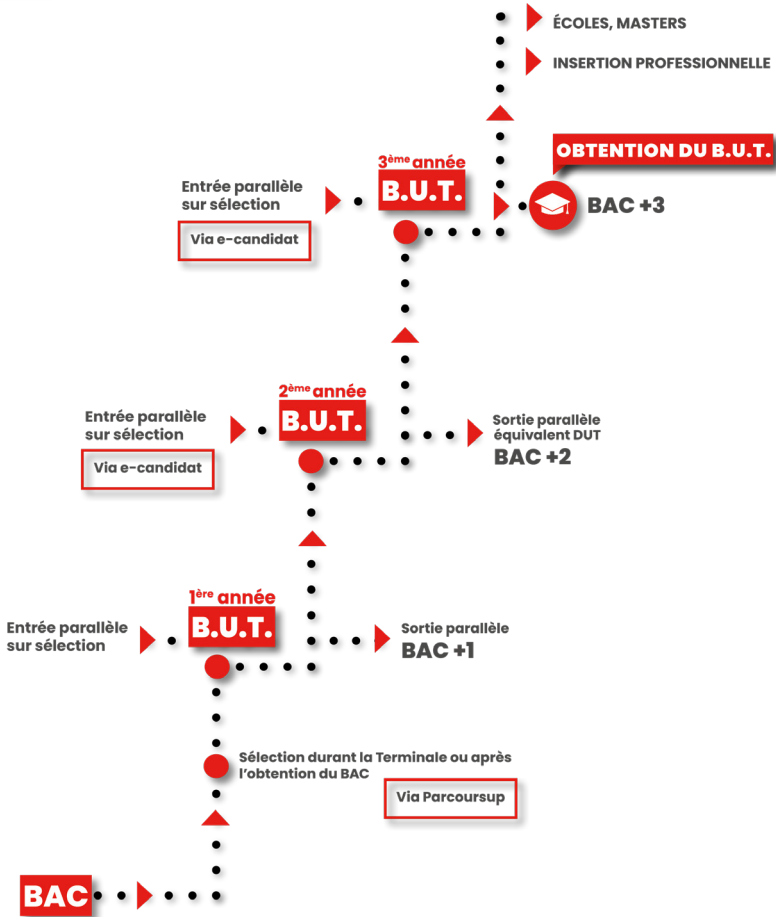 ÉCOLES, MASTERS
INSERTION PROFESSIONNELLE
OBTENTION DU B.U.T.
BAC +3
3ème année
B.U.T.
Entrée parallèle
sur sélection
Via e-candidat
2ème année
B.U.T.
Entrée parallèle
sur sélection
Via e-candidat
Sortie parallèle
équivalent DUT
BAC +2
1ère année
B.U.T.
Entrée parallèle
sur sélection
Sortie parallèle
BAC +1
Sélection durant la Terminale ou après
l'obtention du BAC
Via Parcoursup
BAC